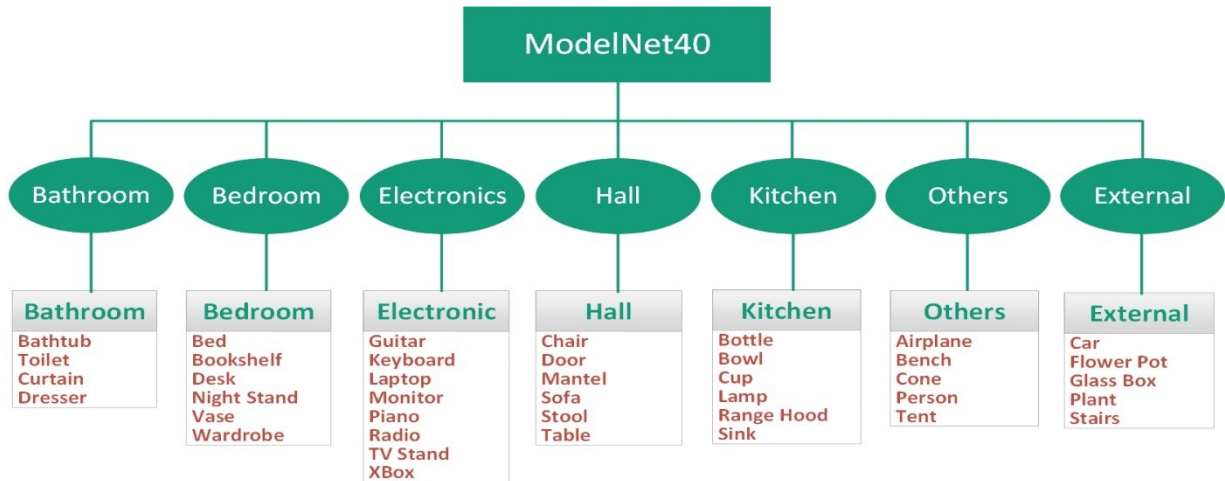 ModelNet40
Bathroom
Bedroom
Electronics
Hall
Kitchen
Others
External
Bathroom
Bathtub
Toilet
Curtain
Dresser
Bedroom
Bed
Bookshelf
Desk
Night Stand
Vase
Wardrobe
Electronic
Guitar
Keyboard
Laptop
Monitor
Piano
Radio
TV Stand
XBox
Hall
Chair
Door
Mantel
Sofa
Stool
Table
Kitchen
Bottle
Bowl
Cup
Lamp
Range Hood
Sink
Others
Airplane
Bench
Cone
Person
Tent
External
Car
Flower Pot
Glass Box
Plant
Stairs